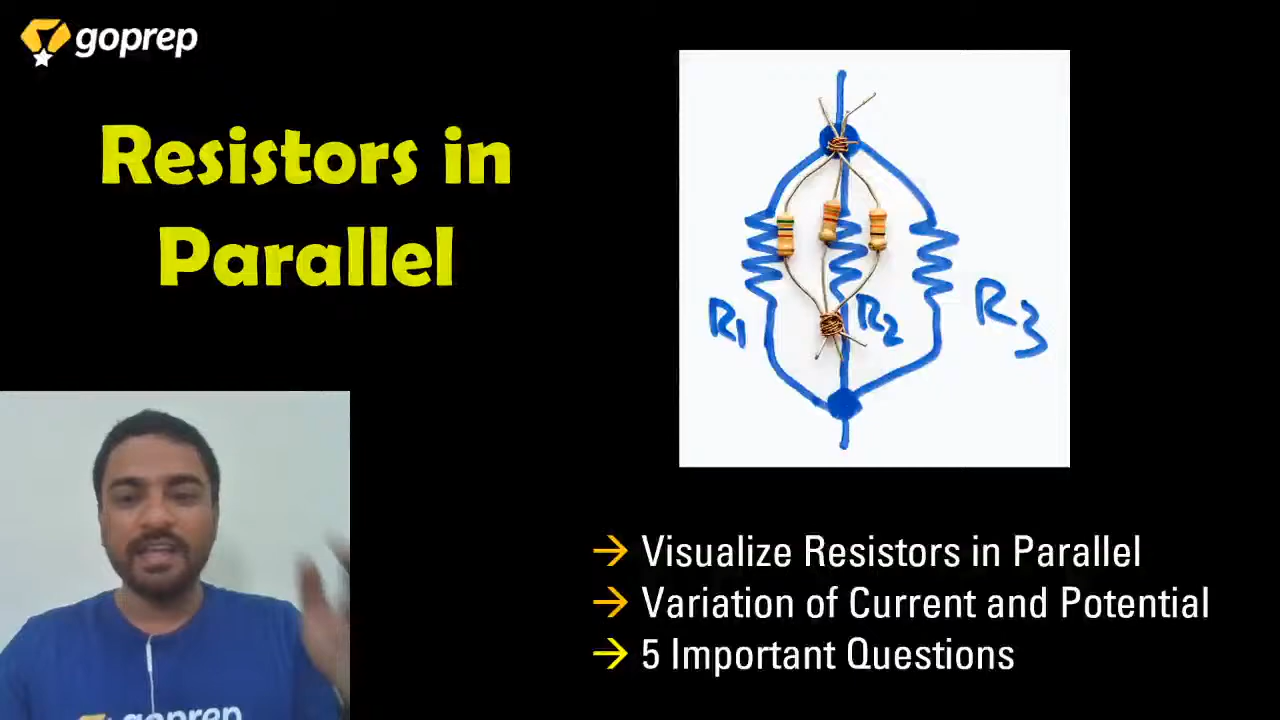 goprep
Resistors in
Parallel
R1
R2
R3
→ Visualize Resistors in Parallel
→ Variation of Current and Potential
→ 5 Important Questions
goprep